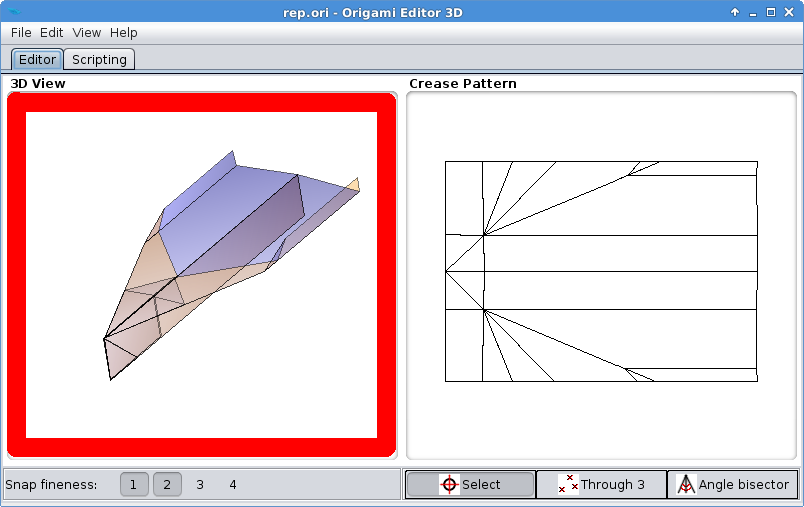 rep.ori - Origami Editor 3D
File Edit View Help
Editor Scripting
3D View Crease Pattern
Snap fineness: 1 2 3 4 Select Through 3 Angle bisector